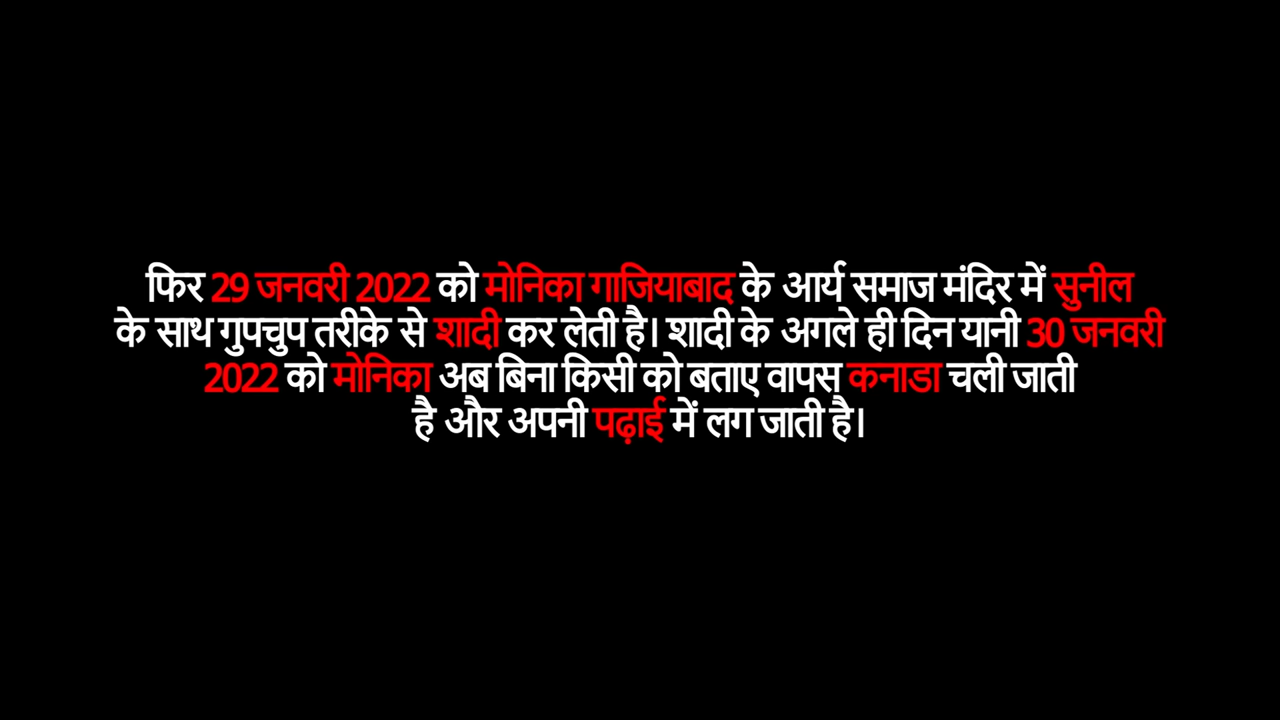 फिर 29 जनवरी 2022 को मोनिका गाजियाबाद के आर्य समाज मंदिर में सुनील
के साथ गुपचुप तरीके से शादी कर लेती है। शादी के अगले ही दिन यानी 30 जनवरी
2022 को मोनिका अब बिना किसी को बताए वापस कनाडा चली जाती
है और अपनी पढ़ाई में लग जाती है।